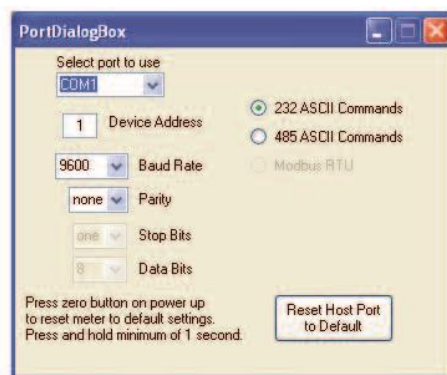 PortDialogBox
Select port to use
COM1
1 Device Address
232 ASCII Commands
485 ASCII Commands
9600 Baud Rate
Modbus RTU
none Parity
one Stop Bits
8 Data Bits
Press zero button on power up
to reset meter to default settings.
Press and hold minimum of 1 second.
Reset Host Port
to Default